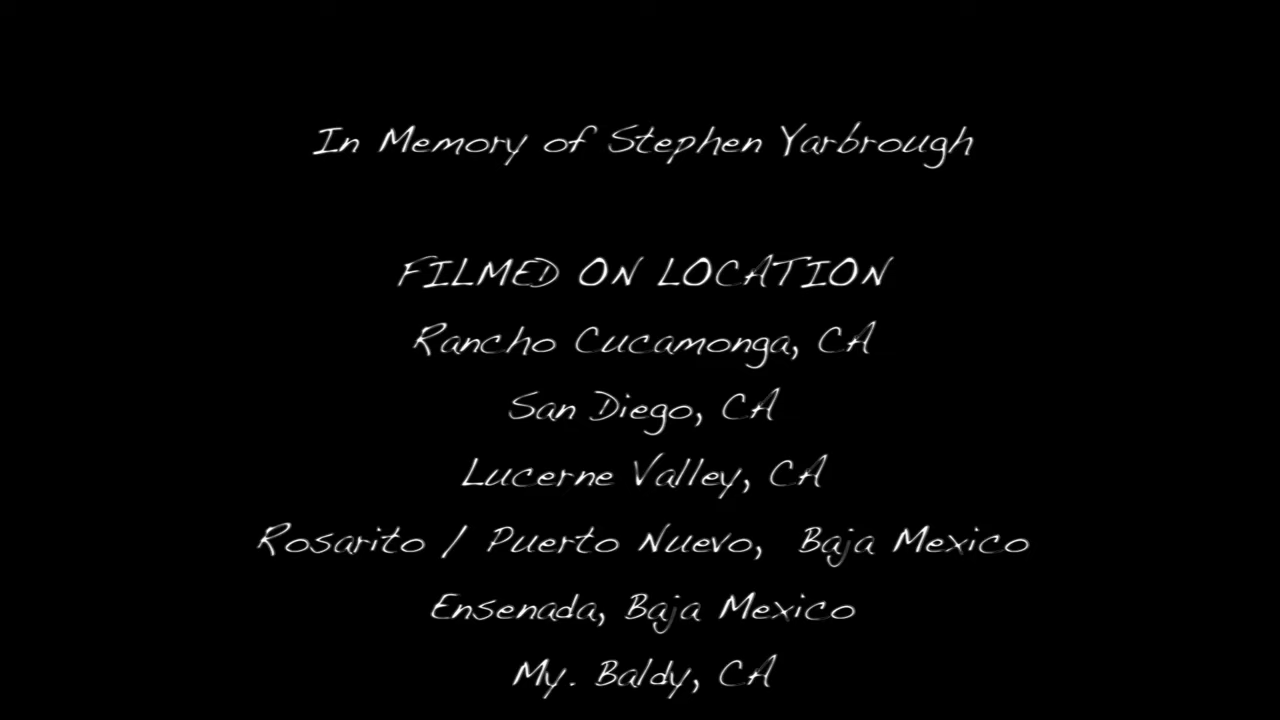 In Memory of Stephen Yarbrough
FILMED ON LOCATION
Rancho Cucamonga, CA
San Diego, CA
Lucerne Valley, CA
Rosarito / Puerto Nuevo, Baja Mexico
Ensenada, Baja Mexico
My. Baldy, CA